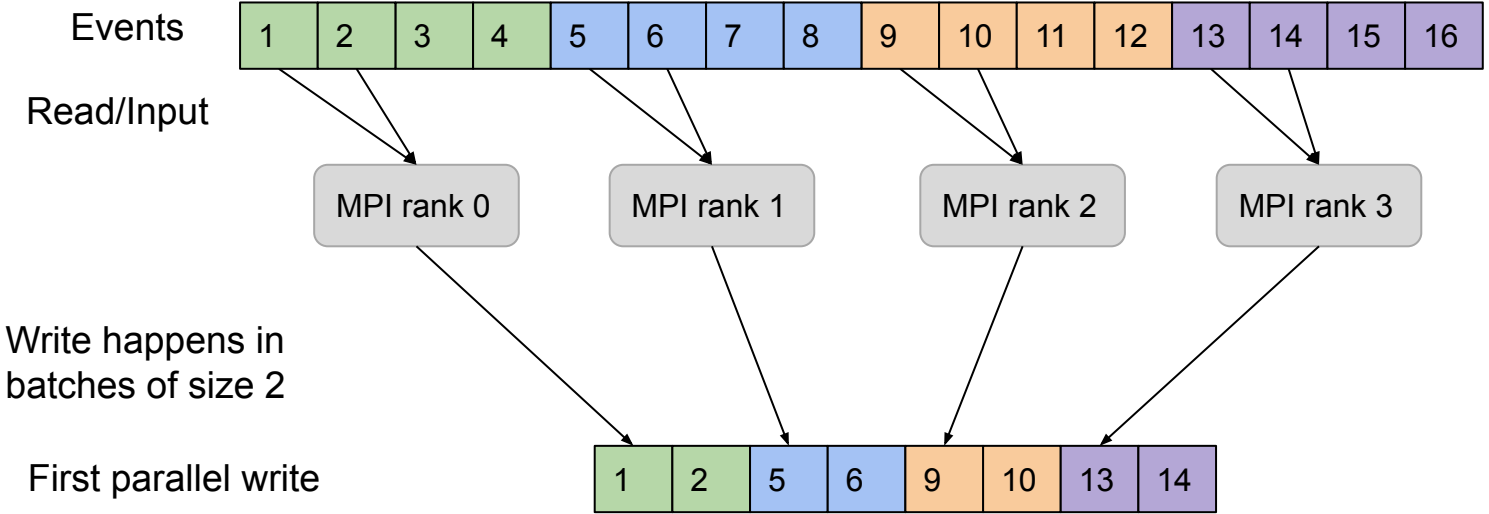 Events 1 2 3 4 5 6 7 8 9 10 11 12 13 14 15 16
Read/Input
MPI rank 0 MPI rank 1 MPI rank 2 MPI rank 3
Write happens in
batches of size 2
First parallel write 1 2 5 6 9 10 13 14